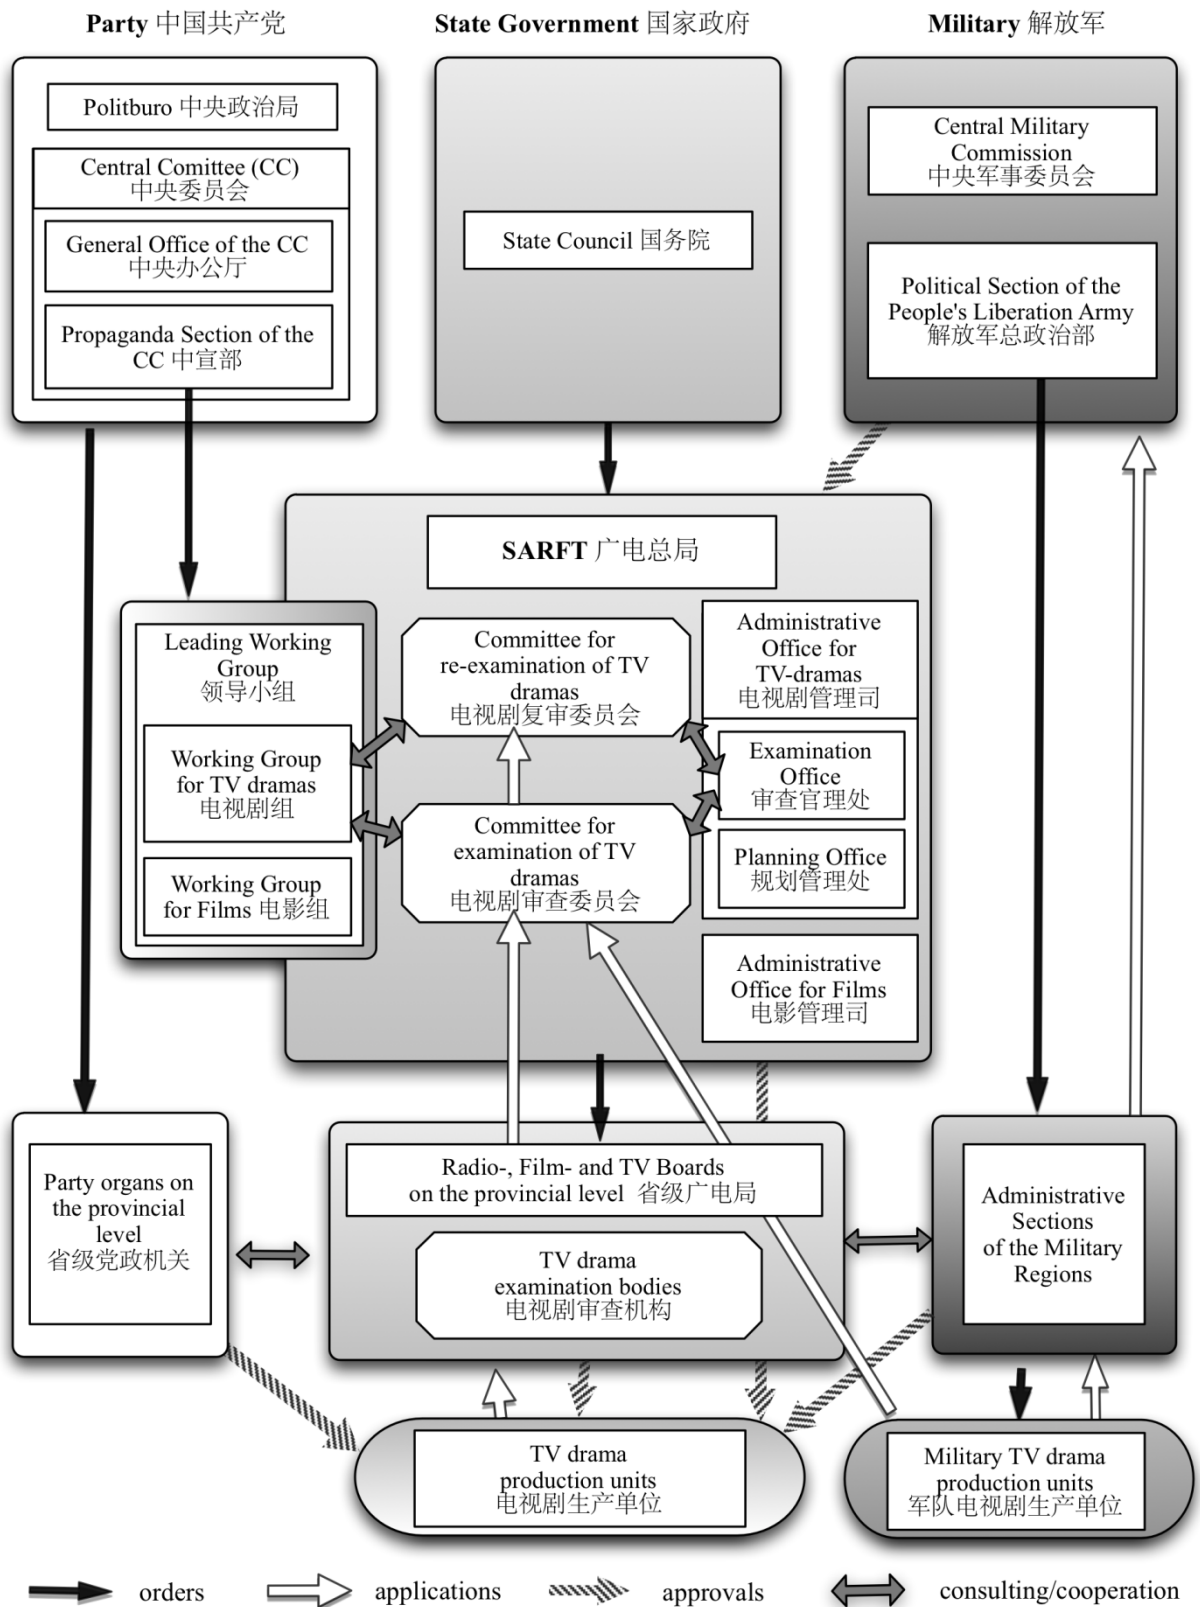 Party 中国共产党
State Government 国家政府
Military 解放军
Politburo 中央政治局
Central Comittee (CC)
中央委员会
General Office of the CC
中央办公厅
Propaganda Section of the
CC 中宣部
State Council 国务院
Central Military
Commission
中央军事委员会
Political Section of the
People's Liberation Army
解放军总政治部
SARFT 广电总局
Leading Working
Group
领导小组
Working Group
for TV dramas
电视剧组
Working Group
for Films 电影组
Committee for
re-examination of TV
dramas
电视剧复审委员会
Committee for
examination of TV
dramas
电视剧审查委员会
Administrative
Office for
TV-dramas
电视剧管理司
Examination
Office
审查官理处
Planning Office
规划管理处
Administrative
Office for Films
电影管理司
Party organs on
the provincial
level
省级党政机关
Radio-, Film- and TV Boards
on the provincial level 省级广电局
TV drama
examination bodies
电视剧审查机构
Administrative
Sections
of the Military
Regions
TV drama
production units
电视剧生产单位
Military TV drama
production units
军队电视剧生产单位
orders
applications
approvals
consulting/cooperation